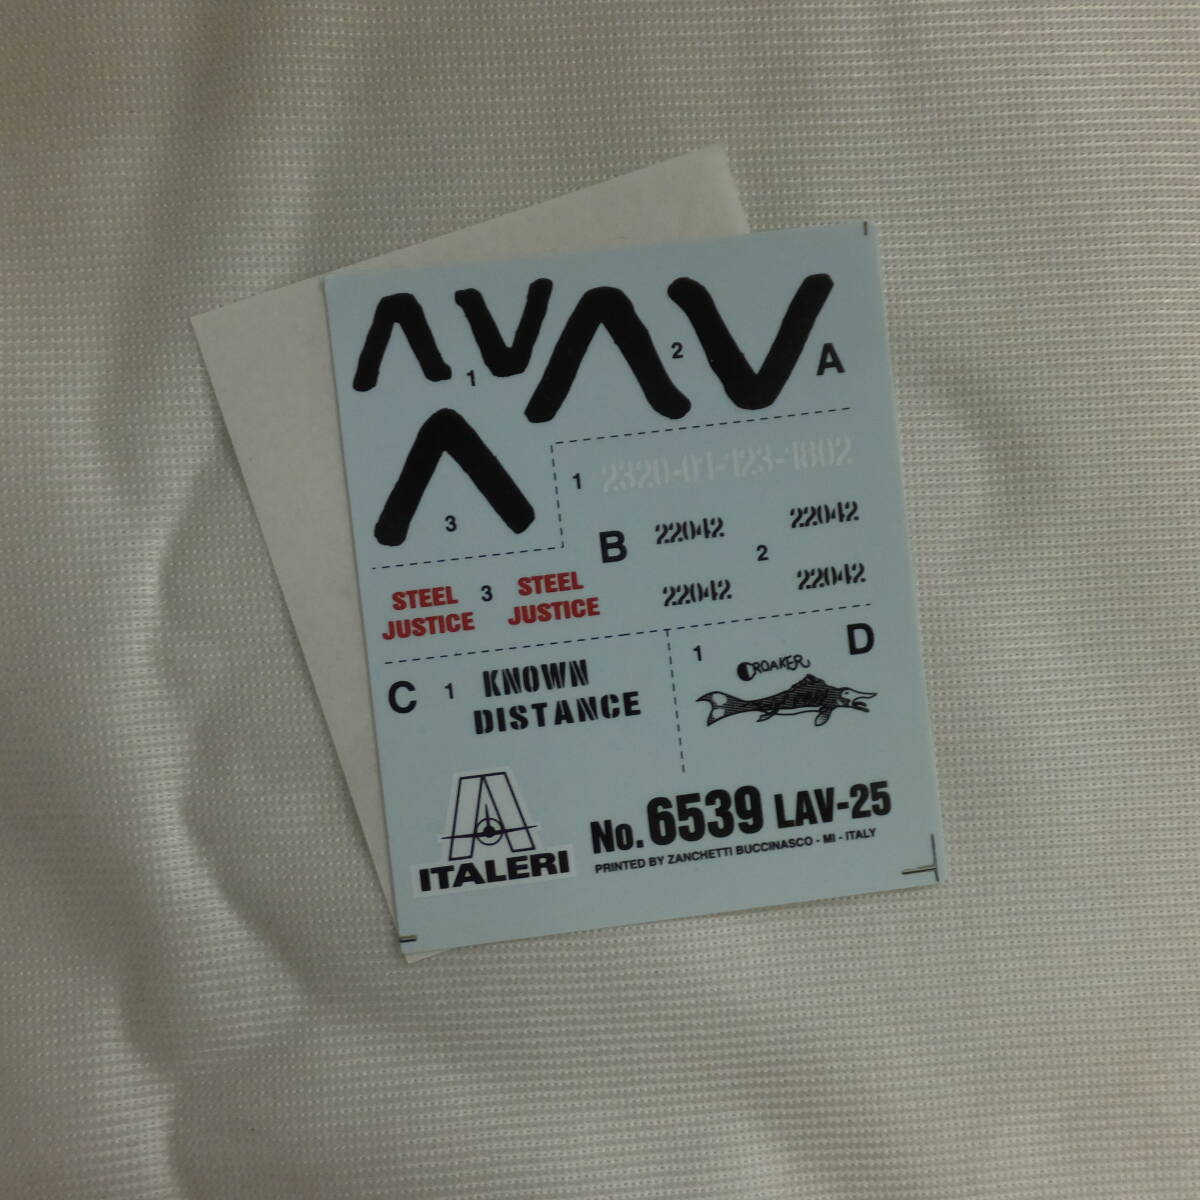 1
2
A
3
1
2320-01-123-1802
B
22042
22042
2
22042
22042
STEEL JUSTICE
3
STEEL JUSTICE
C
1
KNOWN
DISTANCE
1
D
CROAKER
ITALERI
No. 6539 LAV-25
PRINTED BY ZANCHETTI BUCCINASCO - MI - ITALY